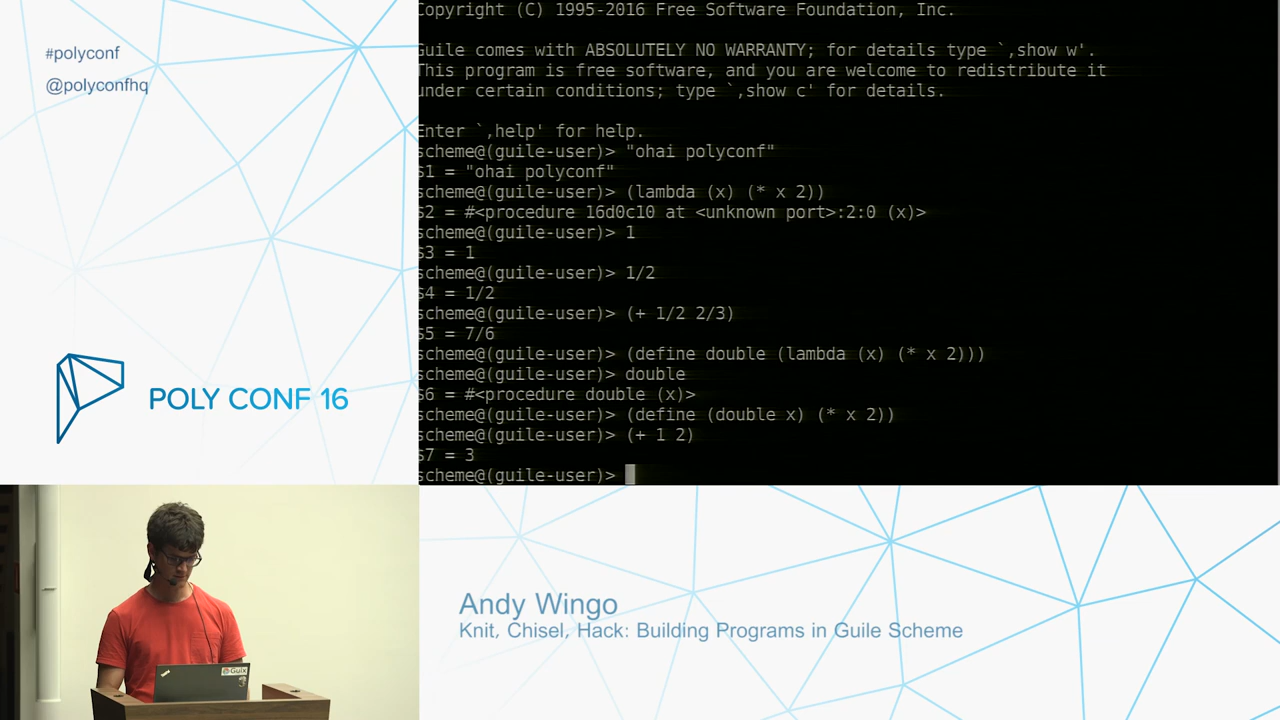 #polyconf
@polyconfhq
POLY CONF 16
Copyright (C) 1995-2016 Free Software Foundation, Inc.
Guile comes with ABSOLUTELY NO WARRANTY; for details type `,show w'.
This program is free software, and you are welcome to redistribute it
under certain conditions; type `,show c' for details.
Enter `,help' for help.
scheme@(guile-user)> "ohai polyconf"
$1 = "ohai polyconf"
scheme@(guile-user)> (lambda (x) (* x 2))
$2 = #<procedure 16d0c10 at <unknown port>:2:0 (x)>
scheme@(guile-user)> 1
$3 = 1
scheme@(guile-user)> 1/2
$4 = 1/2
scheme@(guile-user)> (+ 1/2 2/3)
$5 = 7/6
scheme@(guile-user)> (define double (lambda (x) (* x 2)))
scheme@(guile-user)> double
$6 = #<procedure double (x)>
scheme@(guile-user)> (define (double x) (* x 2))
scheme@(guile-user)> (+ 1 2)
$7 = 3
scheme@(guile-user)>
Guix
Andy Wingo
Knit, Chisel, Hack: Building Programs in Guile Scheme